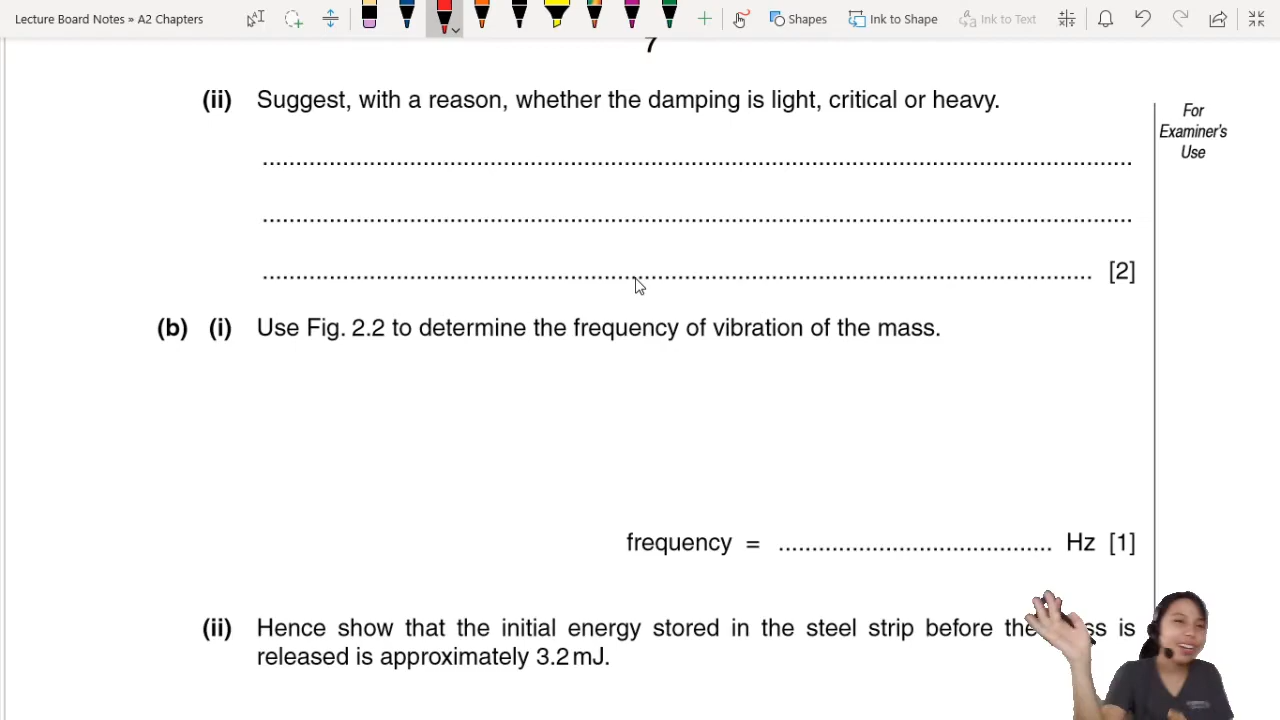 Lecture Board Notes » A2 Chapters
Shapes
Ink to Shape
Ink to Text
7
(ii) Suggest, with a reason, whether the damping is light, critical or heavy.
For
Examiner's
Use
..........................................................................................................................
..........................................................................................................................
.................................................................................................................... [2]
(b) (i) Use Fig. 2.2 to determine the frequency of vibration of the mass.
frequency = ........................................ Hz [1]
(ii) Hence show that the initial energy stored in the steel strip before the is
released is approximately 3.2 mJ.